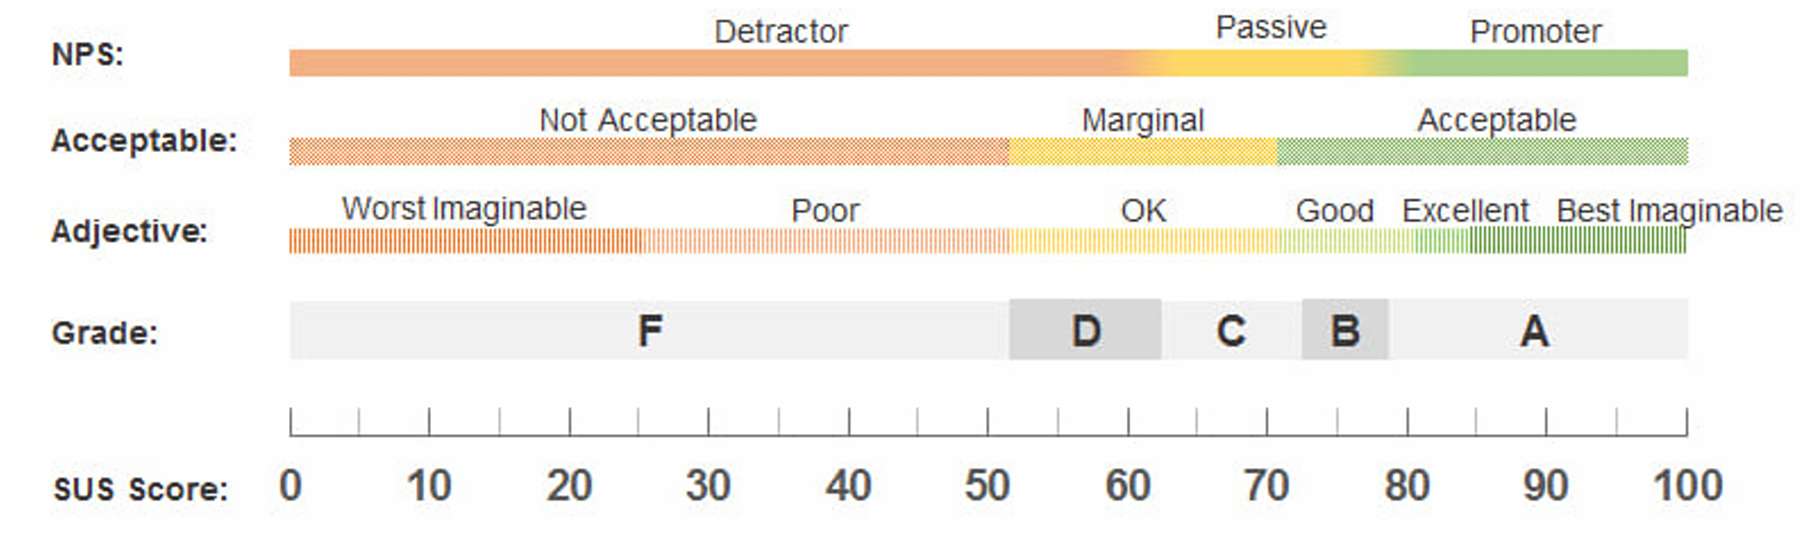 NPS: Detractor Passive Promoter
Acceptable: Not Acceptable Marginal Acceptable
Adjective: Worst Imaginable Poor OK Good Excellent Best Imaginable
Grade: F D C B A
SUS Score: 0 10 20 30 40 50 60 70 80 90 100